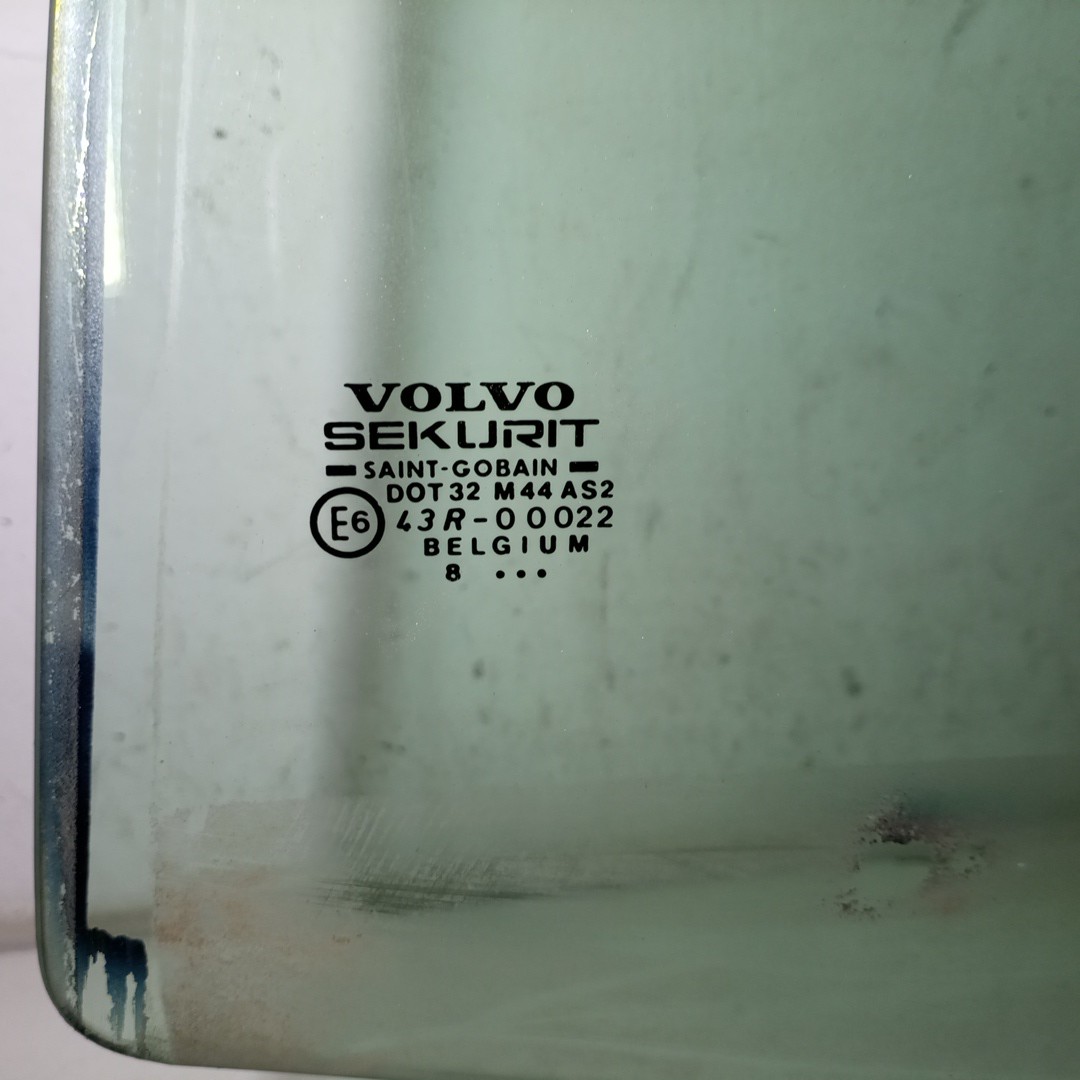 VOLVO
SEKURIT
SAINT-GOBAIN
DOT 32 M44 AS2
E6 43R-00022
BELGIUM
8 •••